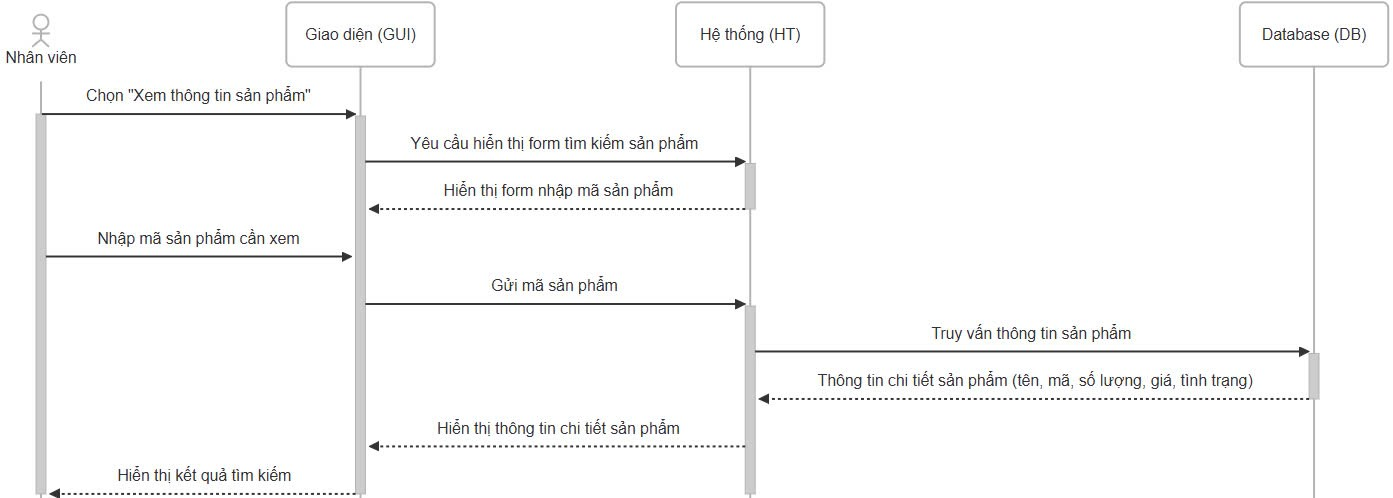 Nhân viên
Giao diện (GUI)
Hệ thống (HT)
Database (DB)
Chọn "Xem thông tin sản phẩm"
Yêu cầu hiển thị form tìm kiếm sản phẩm
Hiển thị form nhập mã sản phẩm
Nhập mã sản phẩm cần xem
Gửi mã sản phẩm
Truy vấn thông tin sản phẩm
Thông tin chi tiết sản phẩm (tên, mã, số lượng, giá, tình trạng)
Hiển thị thông tin chi tiết sản phẩm
Hiển thị kết quả tìm kiếm